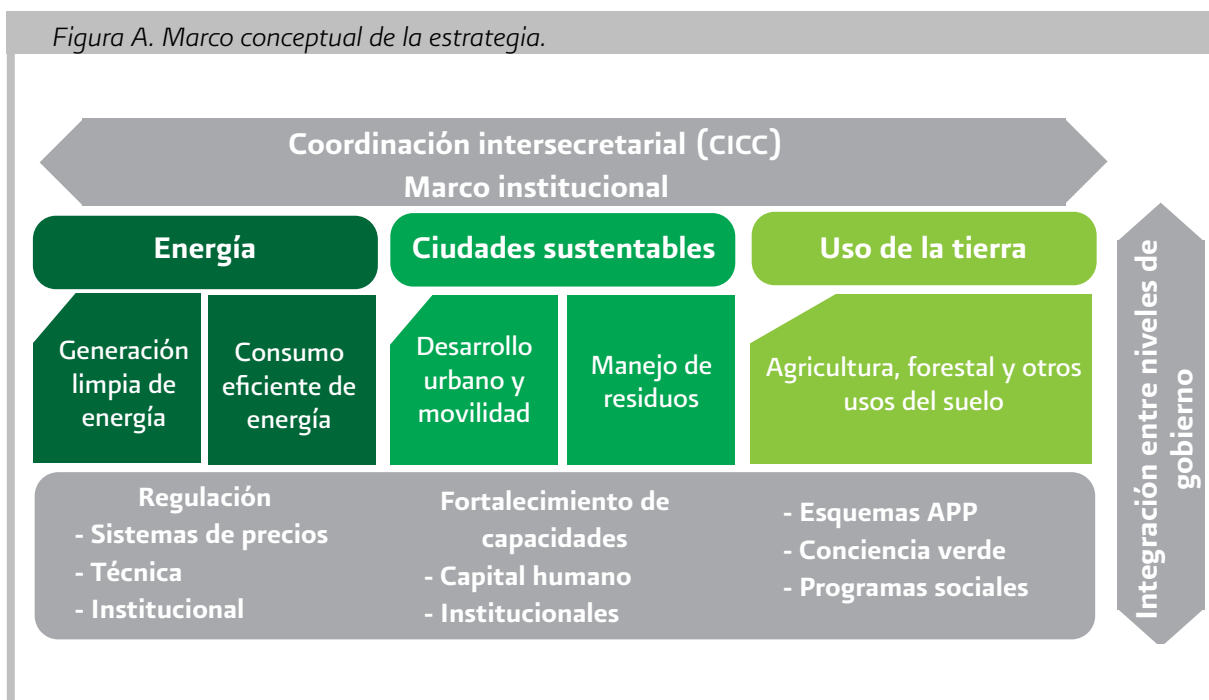 Figura A. Marco conceptual de la estrategia.
Coordinación intersecretarial (CICC)
Marco institucional
Energía
Ciudades sustentables
Uso de la tierra
Generación
limpia de
energía
Consumo
eficiente de
energía
Desarrollo
urbano y
movilidad
Manejo de
residuos
Agricultura, forestal y otros
usos del suelo
Regulación
- Sistemas de precios
- Técnica
- Institucional
Fortalecimiento de
capacidades
- Capital humano
- Institucionales
- Esquemas APP
- Conciencia verde
- Programas sociales
Integración entre niveles de
gobierno